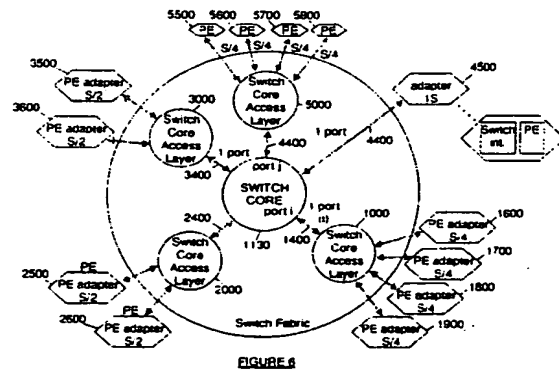 5500 5600 5700 5800
PE PE PE PE
S/4 S/4 S/4 S/4
3500
PE adapter
S/2
3600
PE adapter
S/2
3000
Switch
Core
Access
Layer
Switch
Core
Access
Layer
5000
4500
adapter
1S
Switch
int.
PE
4400
1 port
4400
1 port
3400
port j
SWITCH
CORE
port i
1130
1 port
(t)
1400
1000
Switch
Core
Access
Layer
2400
Switch
Core
Access
Layer
2000
PE
2500
PE adapter
S/2
PE
2600
PE adapter
S/2
1600
PE adapter
S/4
1700
PE adapter
S/4
1800
PE adapter
S/4
PE adapter
S/4
1900
Switch Fabric
FIGURE 6